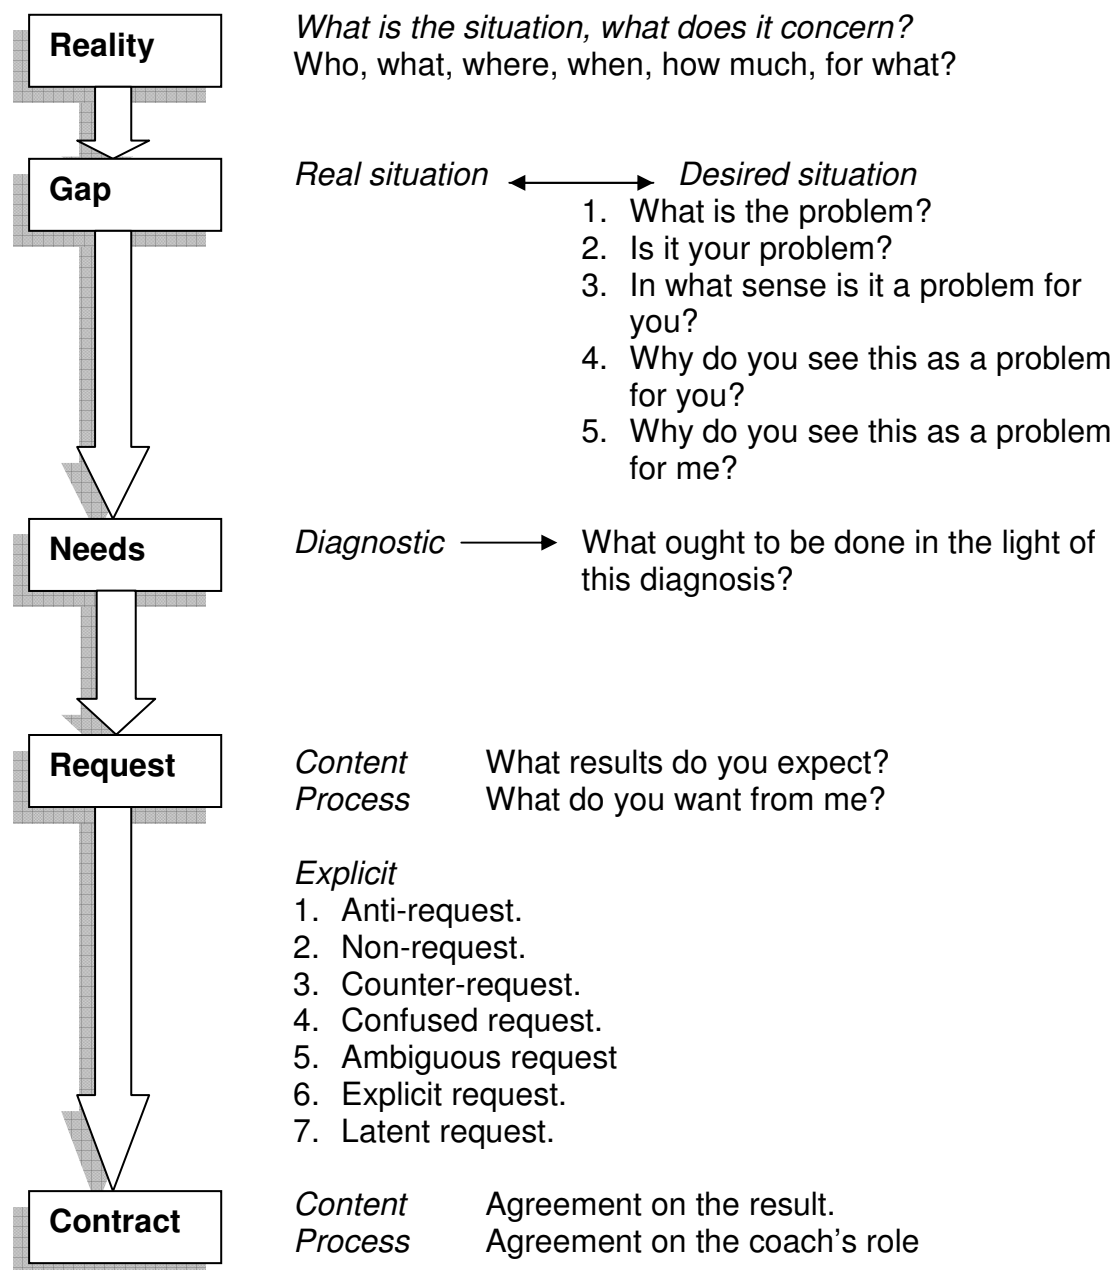 Reality
What is the situation, what does it concern?
Who, what, where, when, how much, for what?
Gap
Real situation Desired situation
1. What is the problem?
2. Is it your problem?
3. In what sense is it a problem for
you?
4. Why do you see this as a problem
for you?
5. Why do you see this as a problem
for me?
Needs
Diagnostic What ought to be done in the light of
this diagnosis?
Request
Content What results do you expect?
Process What do you want from me?
Explicit
1. Anti-request.
2. Non-request.
3. Counter-request.
4. Confused request.
5. Ambiguous request
6. Explicit request.
7. Latent request.
Contract
Content Agreement on the result.
Process Agreement on the coach's role